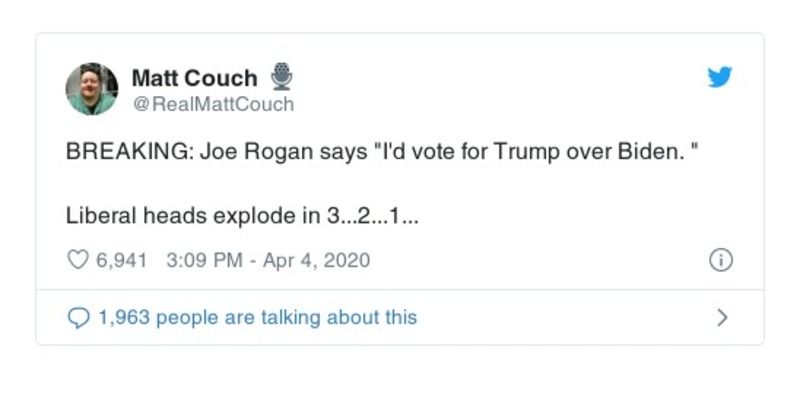 Matt Couch
@RealMattCouch
BREAKING: Joe Rogan says "I'd vote for Trump over Biden. "
Liberal heads explode in 3...2...1...
6,941 3:09 PM - Apr 4, 2020
1,963 people are talking about this